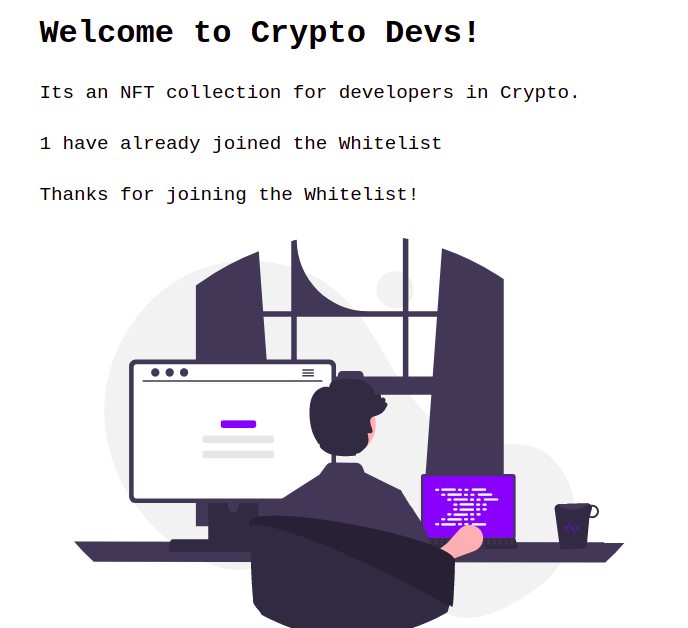 Welcome to Crypto Devs!
Its an NFT collection for developers in Crypto.
1 have already joined the Whitelist
Thanks for joining the Whitelist!